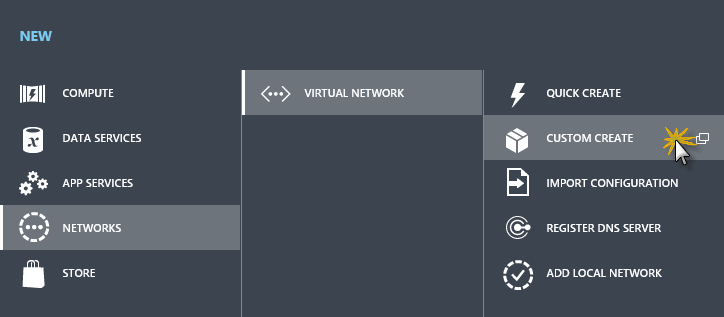 NEW
COMPUTE
DATA SERVICES
APP SERVICES
NETWORKS
STORE
VIRTUAL NETWORK
QUICK CREATE
CUSTOM CREATE
IMPORT CONFIGURATION
REGISTER DNS SERVER
ADD LOCAL NETWORK